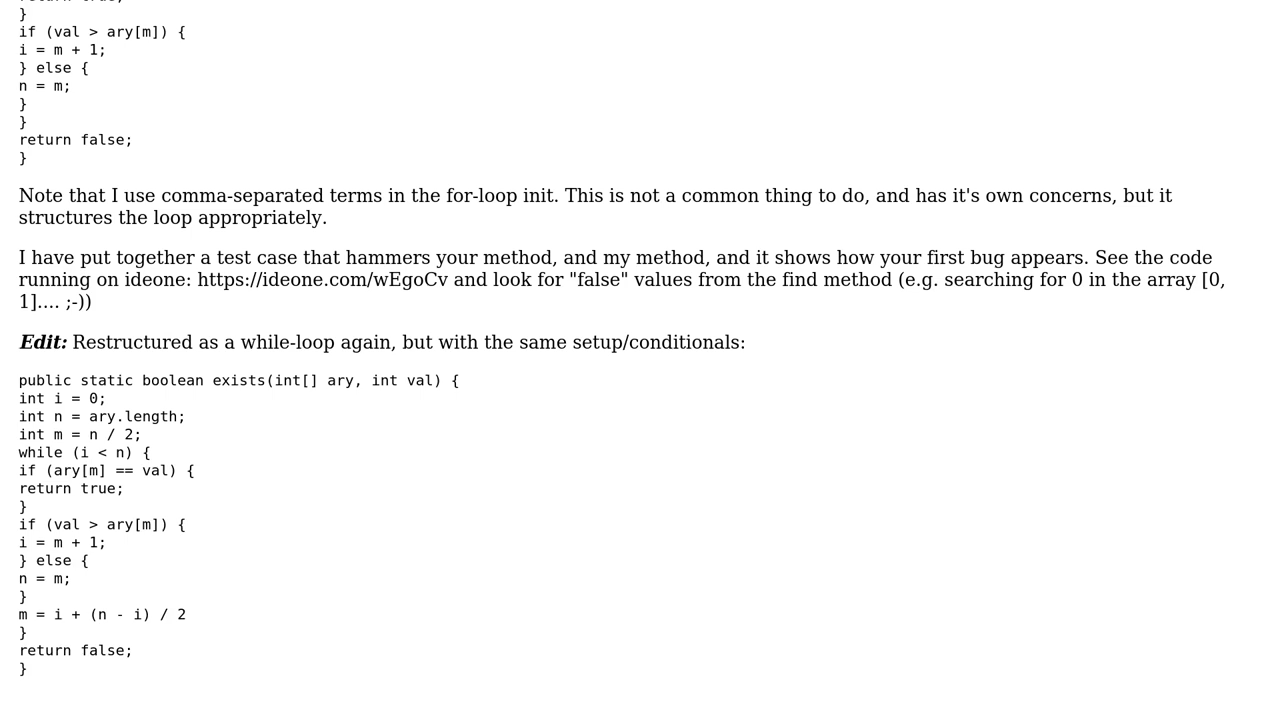 }
if (val > ary[m]) {
i = m + 1;
} else {
n = m;
}
}
return false;
}
Note that I use comma-separated terms in the for-loop init. This is not a common thing to do, and has it's own concerns, but it
structures the loop appropriately.
I have put together a test case that hammers your method, and my method, and it shows how your first bug appears. See the code
running on ideone: https://ideone.com/wEgoCv and look for "false" values from the find method (e.g. searching for 0 in the array [0,
1].... ;-))
Edit: Restructured as a while-loop again, but with the same setup/conditionals:
public static boolean exists(int[] ary, int val) {
int i = 0;
int n = ary.length;
int m = n / 2;
while (i < n) {
if (ary[m] == val) {
return true;
}
if (val > ary[m]) {
i = m + 1;
} else {
n = m;
}
m = i + (n - i) / 2
}
return false;
}